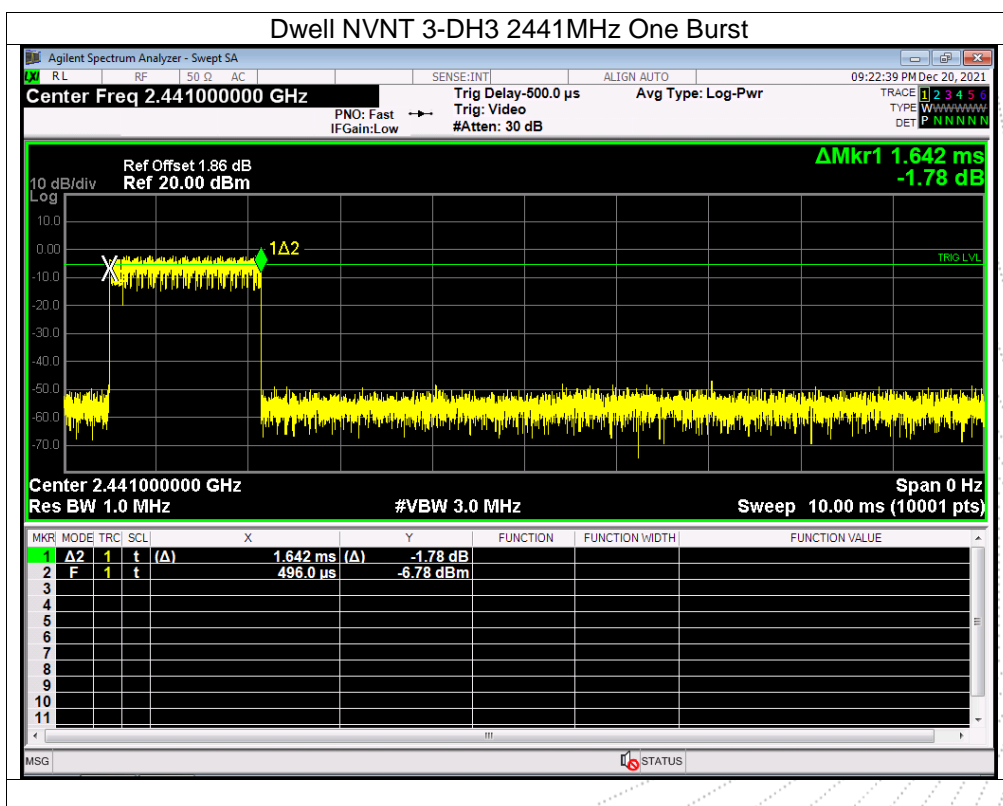 Dwell NVNT 3-DH3 2441MHz One Burst
Agilent Spectrum Analyzer - Swept SA
LXI RL RF 50 Ω AC SENSE:INT ALIGN AUTO 09:22:39 PM Dec 20, 2021
Center Freq 2.441000000 GHz Trig Delay-500.0 µs Avg Type: Log-Pwr TRACE 1 2 3 4 5 6
PNO: Fast Trig: Video TYPE WWWWWWW
IFGain:Low #Atten: 30 dB DET P N N N N N
ΔMkr1 1.642 ms
-1.78 dB
Ref Offset 1.86 dB
10 dB/div Ref 20.00 dBm
Log
10.0
0.00
1Δ2
TRIG LVL
-10.0
-20.0
-30.0
-40.0
-50.0
-60.0
-70.0
Center 2.441000000 GHz Span 0 Hz
Res BW 1.0 MHz #VBW 3.0 MHz Sweep 10.00 ms (10001 pts)
MKR MODE TRC SCL X Y FUNCTION FUNCTION WIDTH FUNCTION VALUE
1 Δ2 1 t (Δ) 1.642 ms (Δ) -1.78 dB
2 F 1 t 496.0 µs -6.78 dBm
3
4
5
6
7
8
9
10
11
MSG STATUS